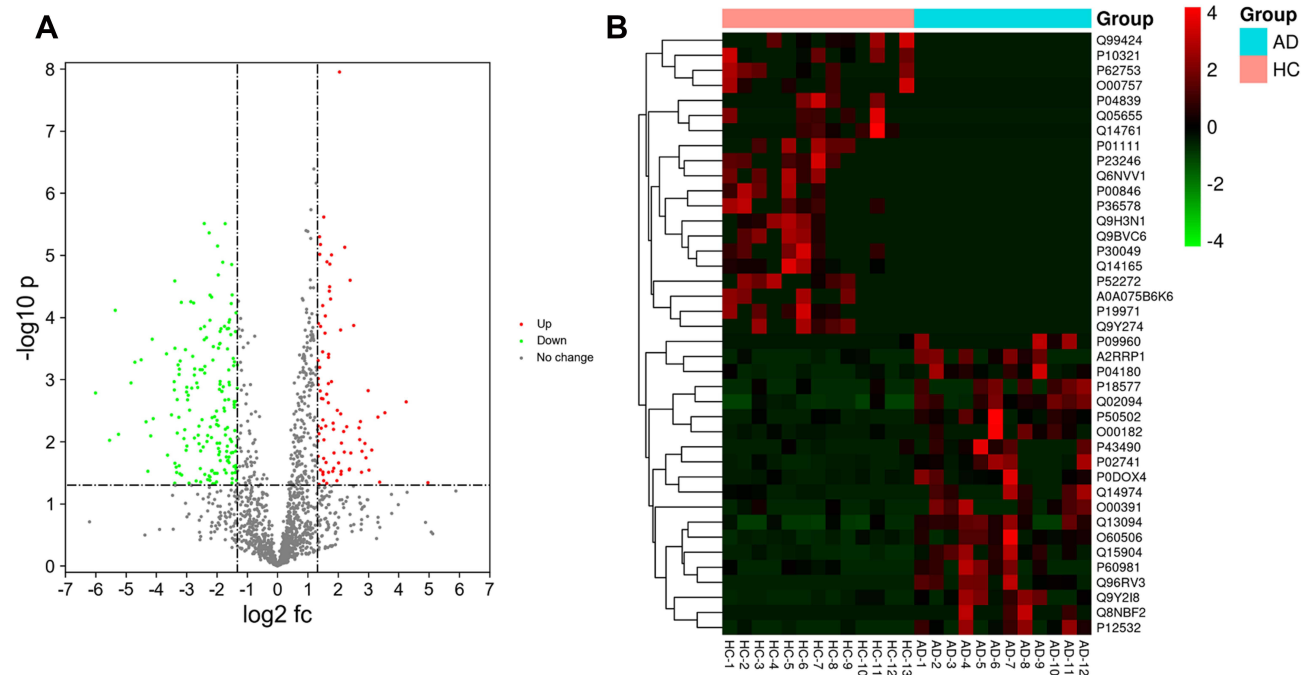 A
-log10 p
8
7
6
5
4
3
2
1
0
-7 -6 -5 -4 -3 -2 -1 0 1 2 3 4 5 6 7
log2 fc
Up
Down
No change
B
Group
Q99424
P10321
P62753
O00757
P04839
Q05655
Q14761
P01111
P23246
Q6NVV1
P00846
P36578
Q9H3N1
Q9BVC6
P30049
Q14165
P52272
A0A075B6K6
P19971
Q9Y274
P09960
A2RRP1
P04180
P18577
Q02094
P50502
O00182
P43490
P02741
P0DOX4
Q14974
O00391
Q13094
O60506
Q15904
P60981
Q96RV3
Q9Y2I8
Q8NBF2
P12532
HC-1
HC-2
HC-3
HC-4
HC-5
HC-6
HC-7
HC-8
HC-9
HC-10
HC-11
HC-12
HC-13
AD-1
AD-2
AD-3
AD-4
AD-5
AD-6
AD-7
AD-8
AD-9
AD-10
AD-11
AD-12
4
2
0
-2
-4
Group
AD
HC